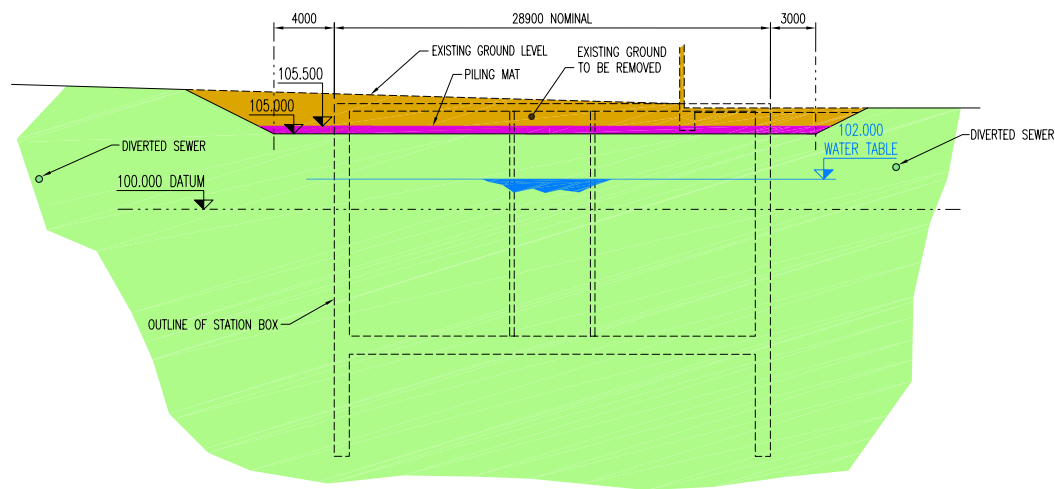 4000
28900 NOMINAL
3000
EXISTING GROUND LEVEL
EXISTING GROUND
TO BE REMOVED
105.500
PILING MAT
105.000
102.000
WATER TABLE
DIVERTED SEWER
DIVERTED SEWER
100.000 DATUM
OUTLINE OF STATION BOX